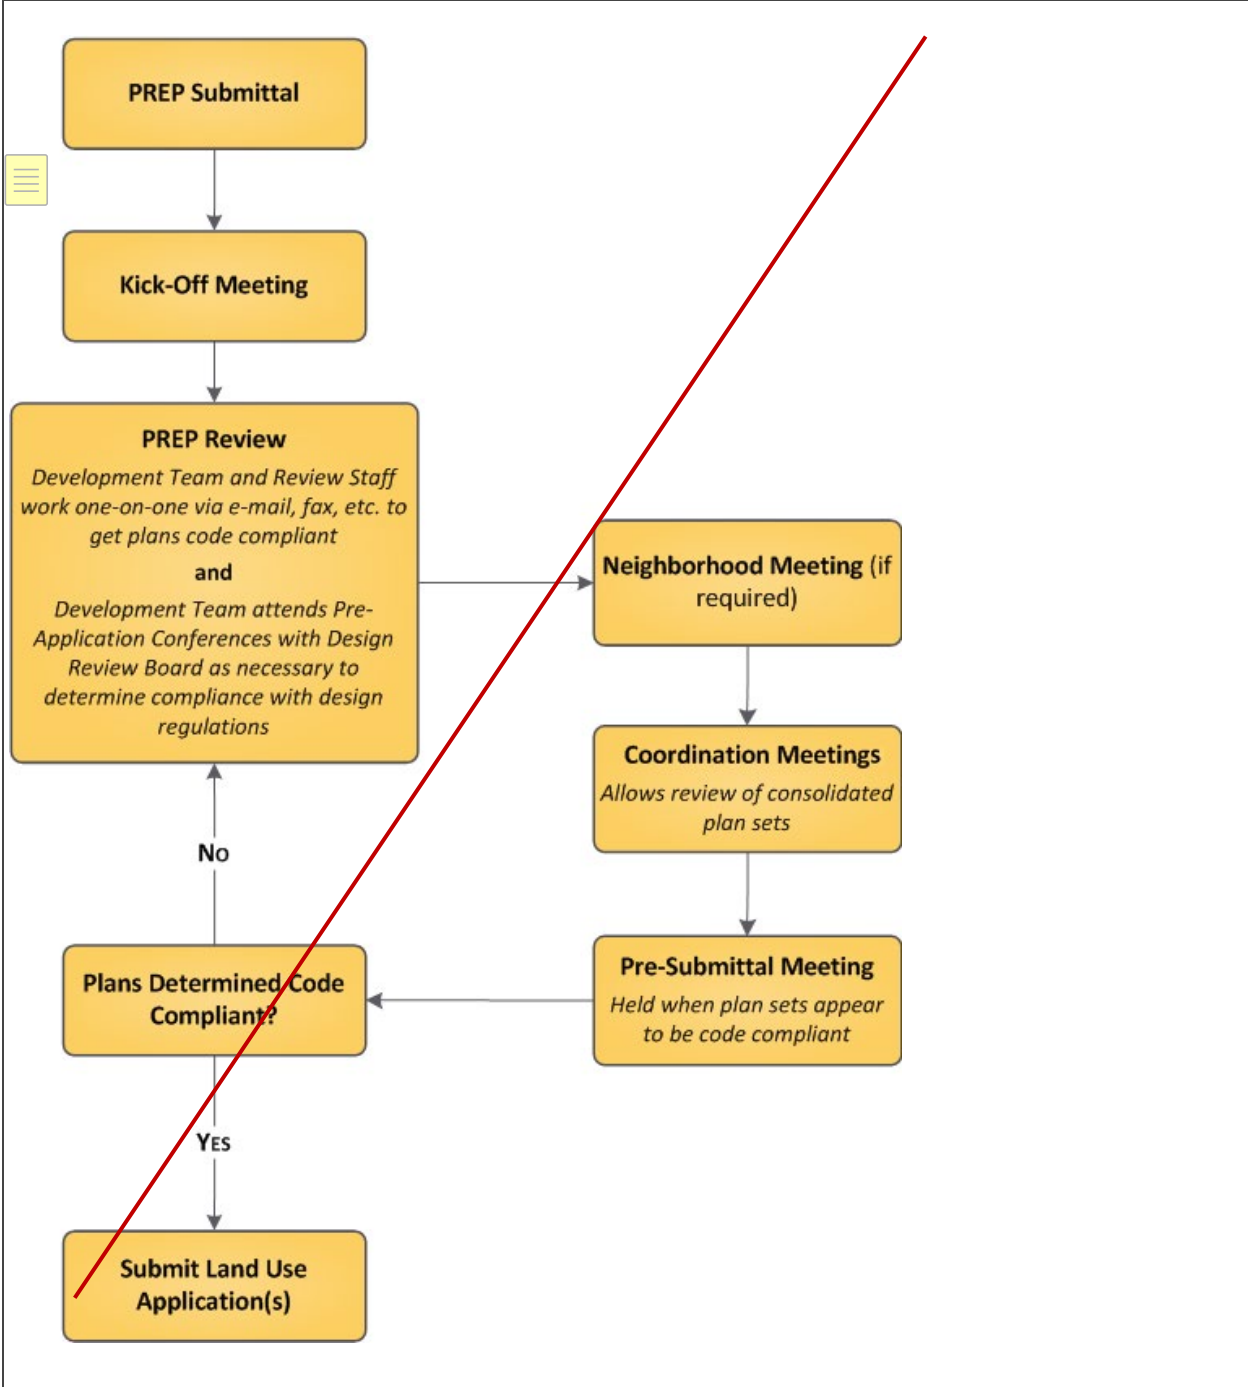 PREP Submittal
Kick-Off Meeting
PREP Review
Development Team and Review Staff
work one-on-one via e-mail, fax, etc. to
get plans code compliant
and
Development Team attends Pre-
Application Conferences with Design
Review Board as necessary to
determine compliance with design
regulations
Neighborhood Meeting (if
required)
Coordination Meetings
Allows review of consolidated
plan sets
Pre-Submittal Meeting
Held when plan sets appear
to be code compliant
No
Plans Determined Code
Compliant?
Yes
Submit Land Use
Application(s)